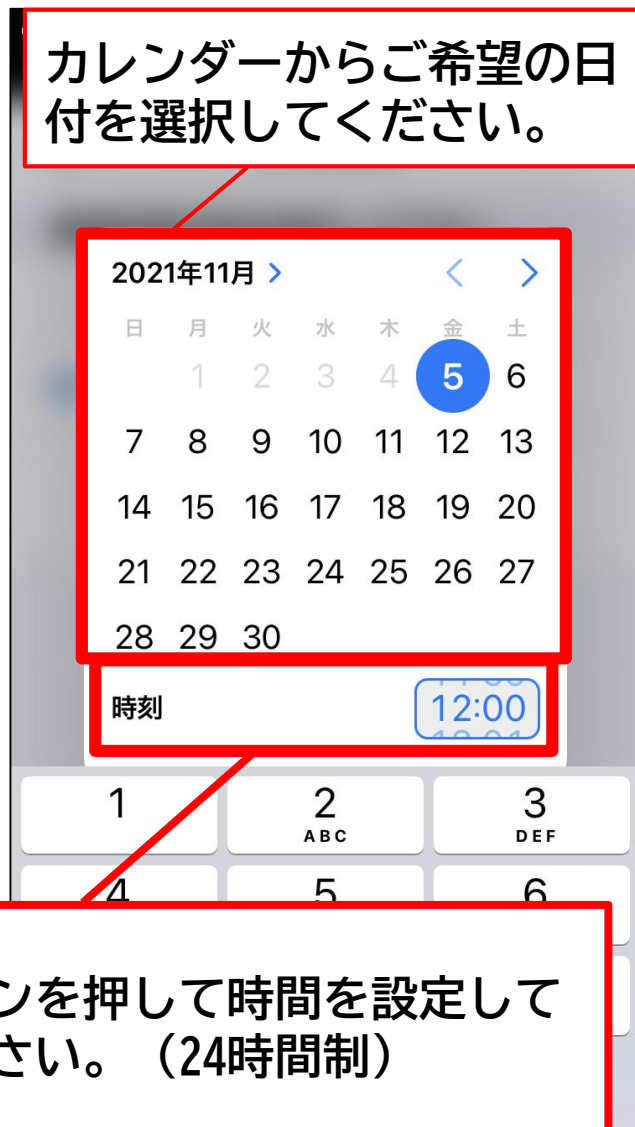 カレンダーからご希望の日
付を選択してください。
2021年11月 > < >
日 月 火 水 木 金 土
1 2 3 4 5 6
7 8 9 10 11 12 13
14 15 16 17 18 19 20
21 22 23 24 25 26 27
28 29 30
時刻 12:00
1 2 3
ABC DEF
4 5 6
ンを押して時間を設定して
さい。（24時間制）